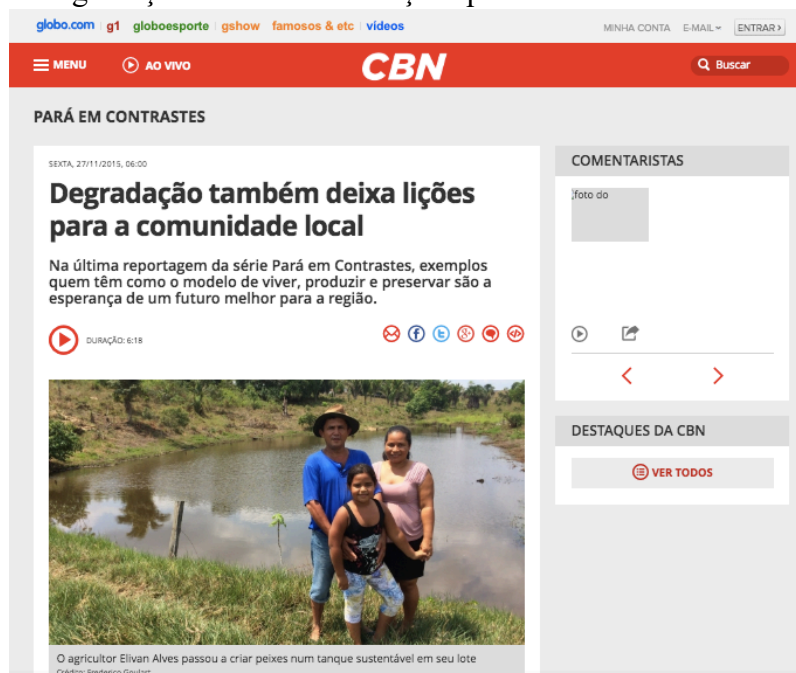 globo.com g1 globoesporte gshow famosos & etc vídeos
MINHA CONTA E-MAIL ENTRAR
MENU AO VIVO CBN Buscar
PARÁ EM CONTRASTES
SEXTA, 27/11/2015, 06:00
Degradação também deixa lições
para a comunidade local
Na última reportagem da série Pará em Contrastes, exemplos
quem têm como o modelo de viver, produzir e preservar são a
esperança de um futuro melhor para a região.
DURAÇÃO: 6:18
O agricultor Elivan Alves passou a criar peixes num tanque sustentável em seu lote
Crédito: Frederico Goulart
COMENTARISTAS
foto do
DESTAQUES DA CBN
VER TODOS